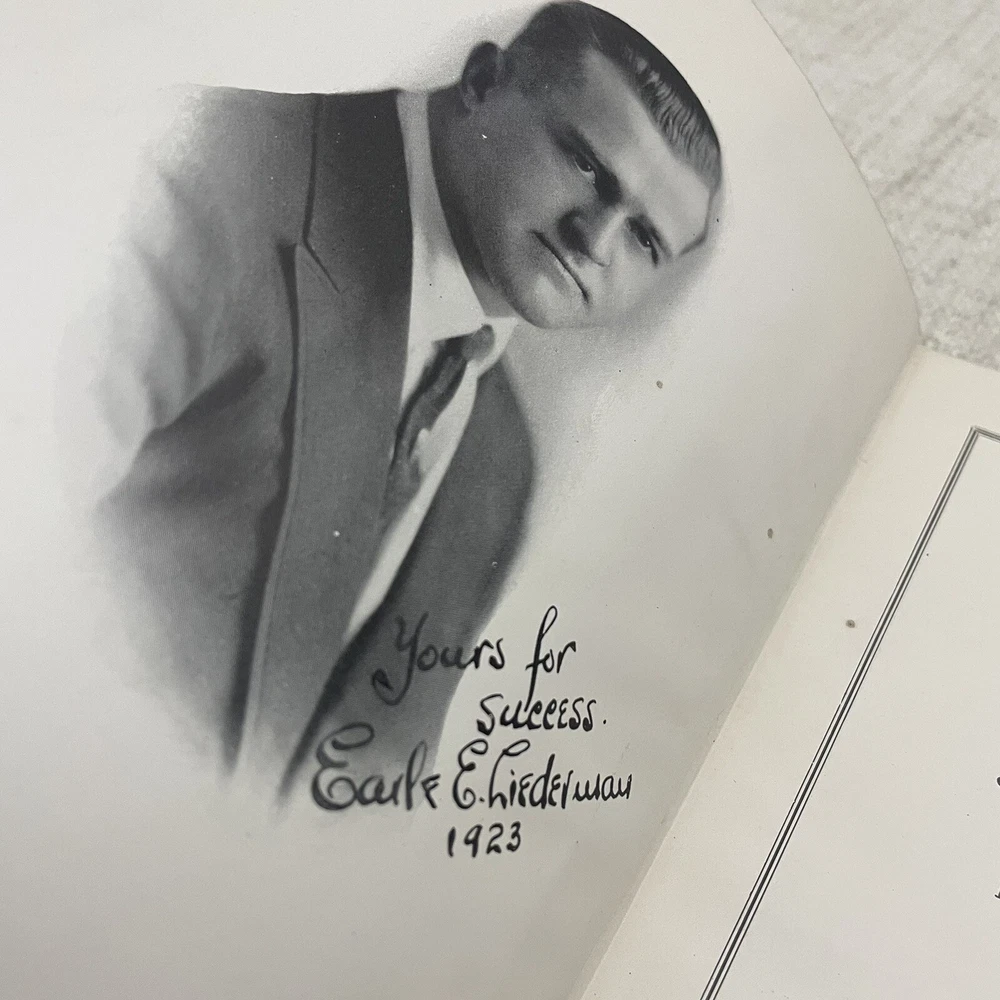 Yours for
success.
Earle E. Liederman
1923